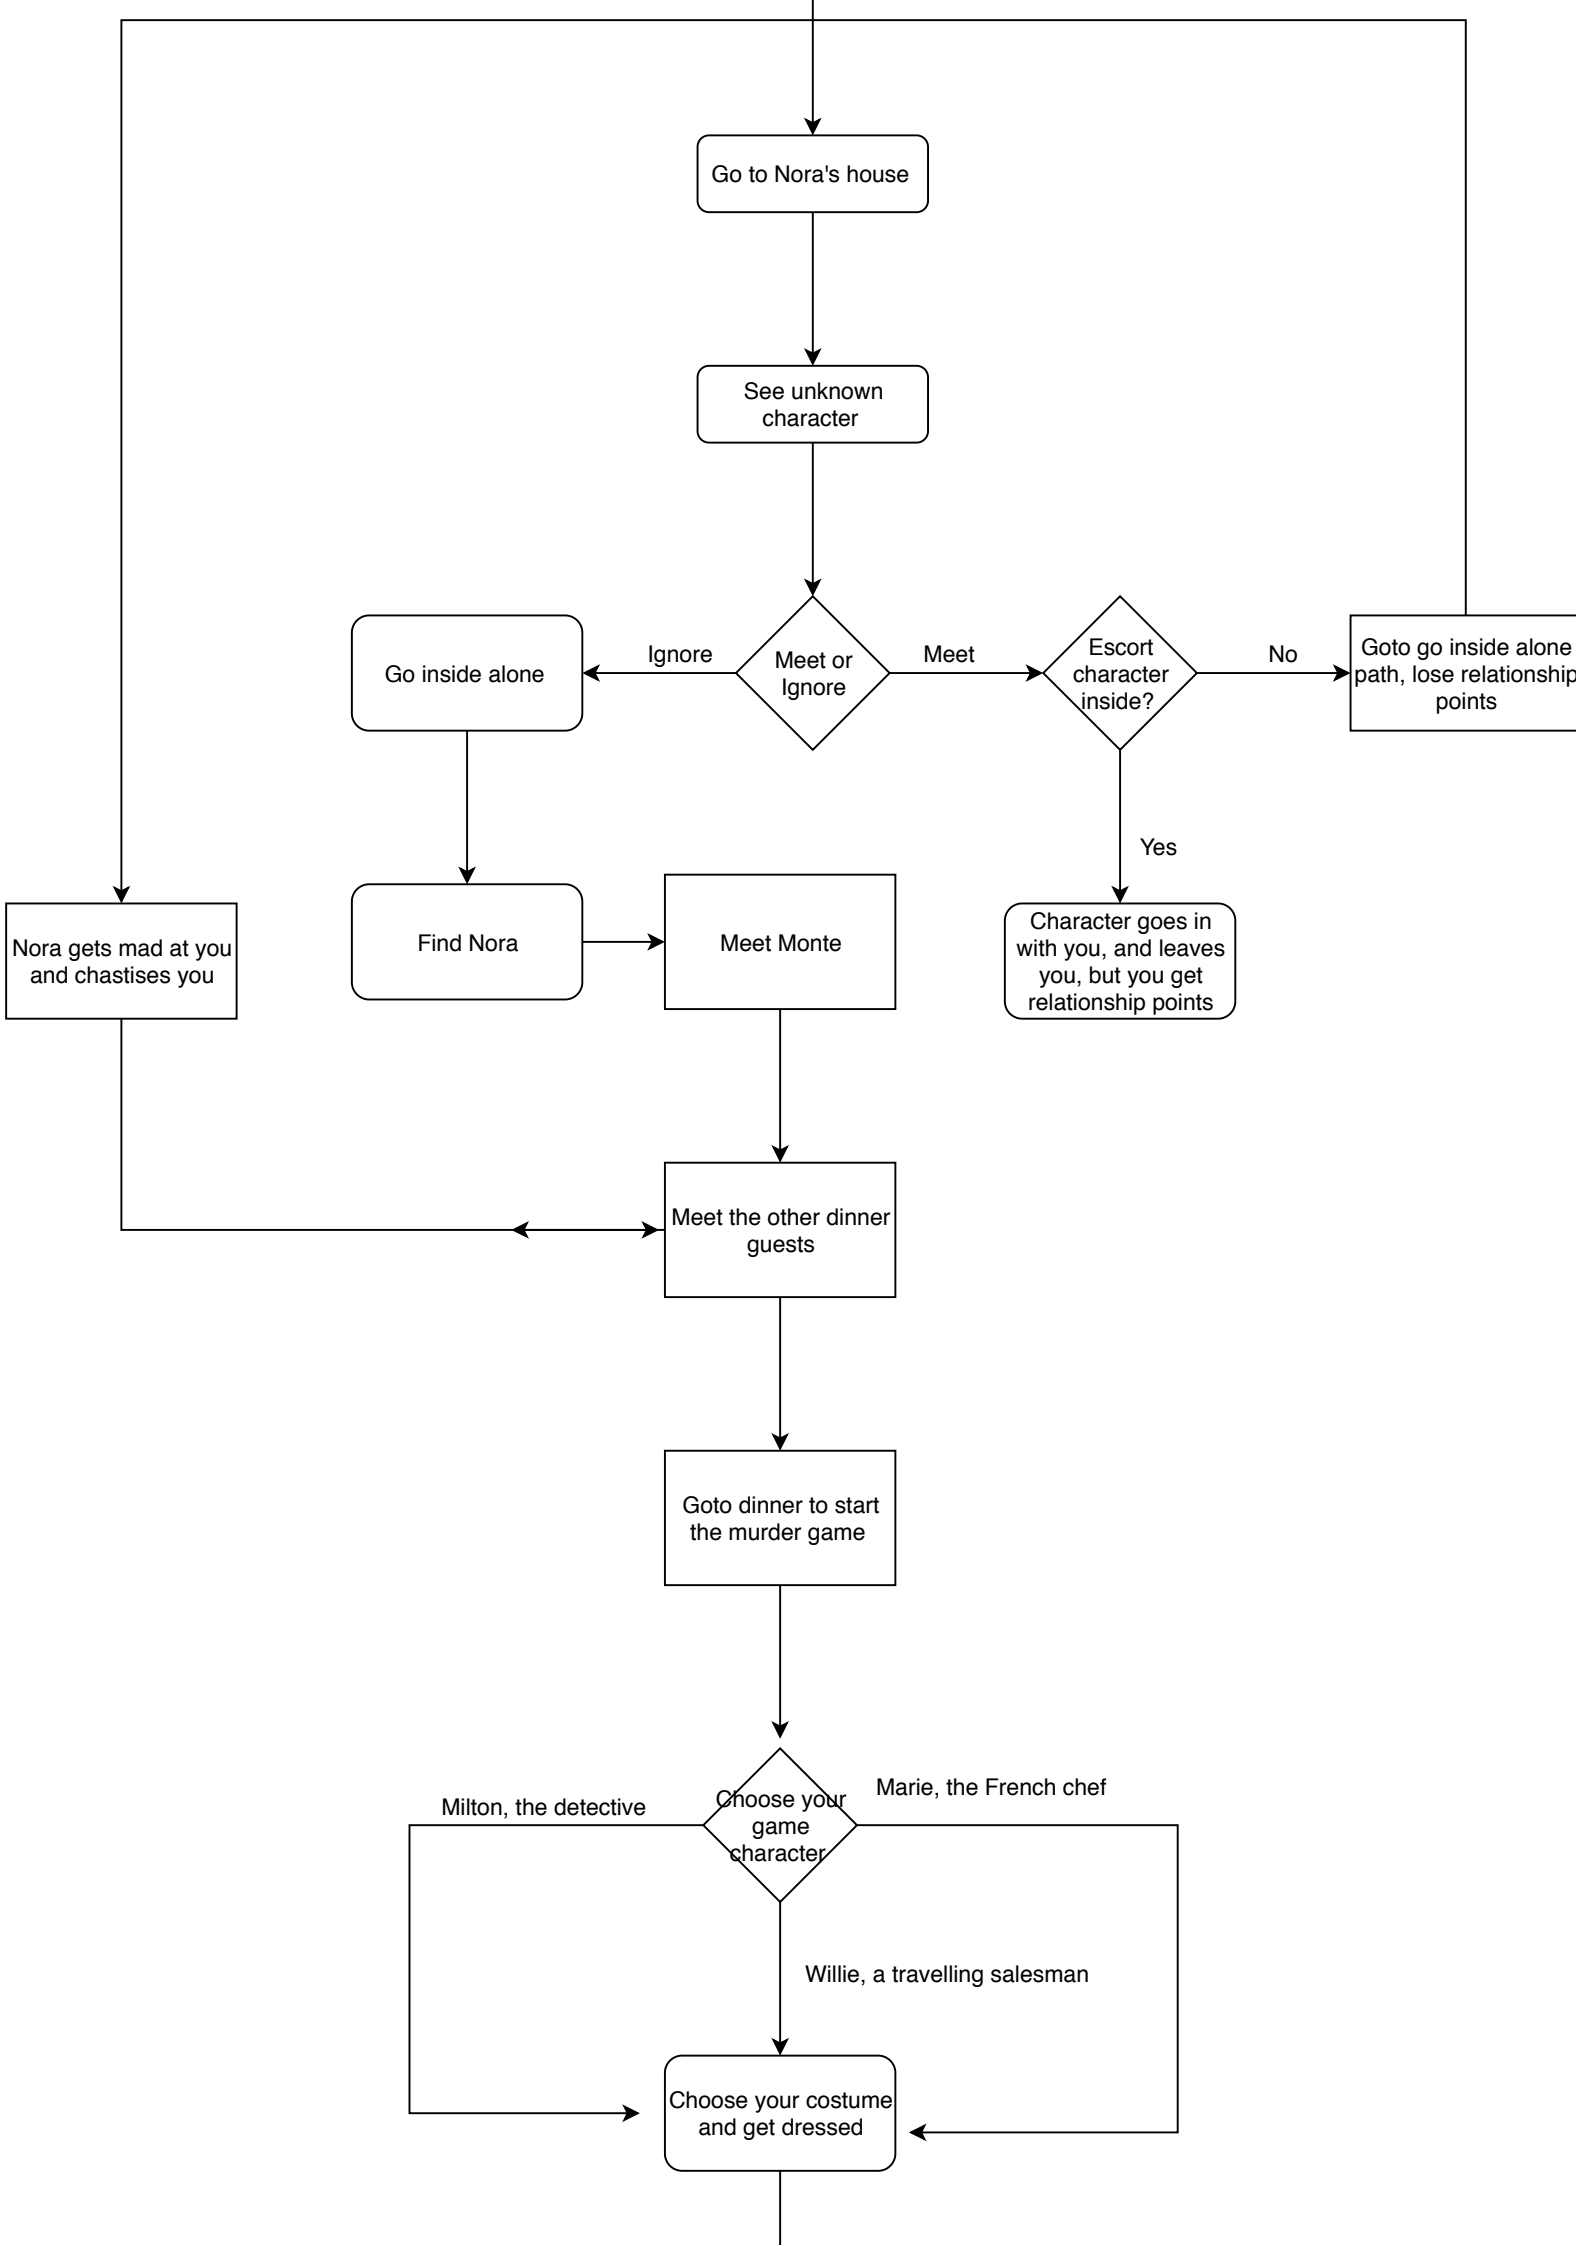 Go to Nora's house
See unknown
character
Go inside alone
Ignore
Meet or
Ignore
Meet
Escort
character
inside?
No
Goto go inside alone
path, lose relationship
points
Yes
Nora gets mad at you
and chastises you
Find Nora
Meet Monte
Character goes in
with you, and leaves
you, but you get
relationship points
Meet the other dinner
guests
Goto dinner to start
the murder game
Milton, the detective
Choose your
game
character
Marie, the French chef
Willie, a travelling salesman
Choose your costume
and get dressed